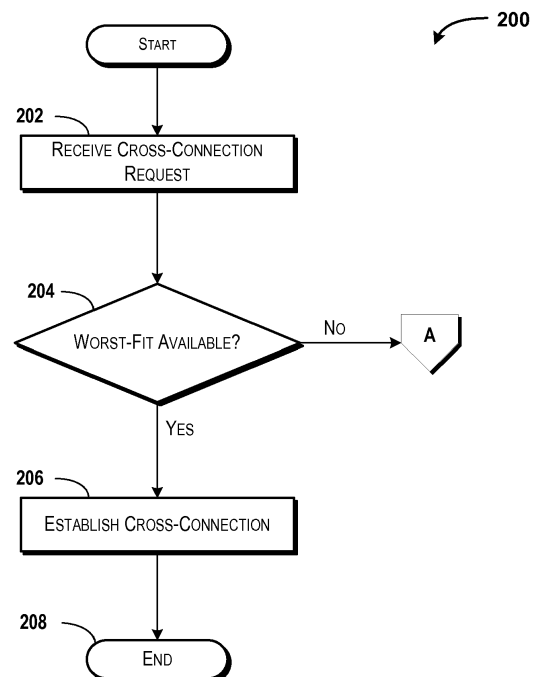 200
START
202
RECEIVE CROSS-CONNECTION
REQUEST
204
WORST-FIT AVAILABLE?
NO
A
YES
206
ESTABLISH CROSS-CONNECTION
208
END